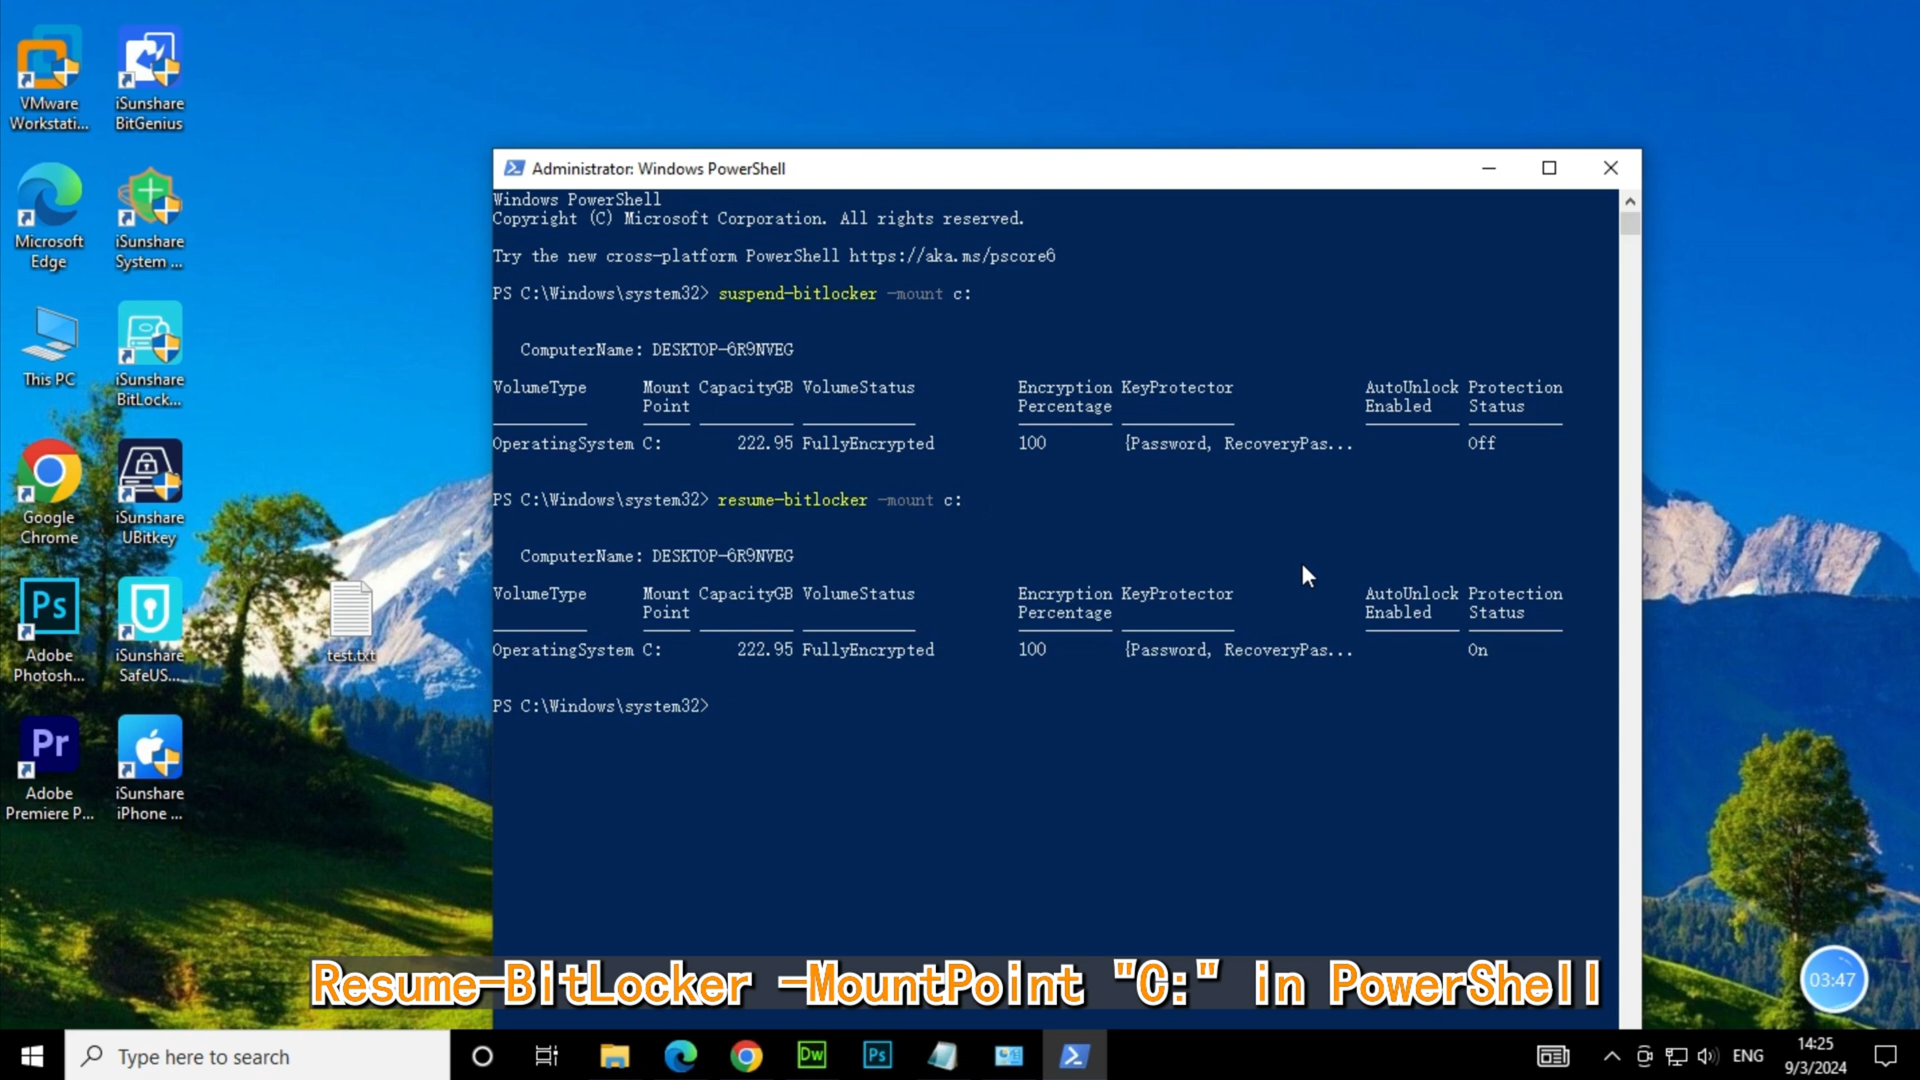 VMware
Workstati...
iSunshare
BitGenius
Microsoft
Edge
iSunshare
System ...
This PC
iSunshare
BitLock...
Google
Chrome
iSunshare
UBitkey
Ps
Adobe
Photosh...
iSunshare
SafeUS...
test.txt
Pr
Adobe
Premiere P...
iSunshare
iPhone ...
Administrator: Windows PowerShell
Windows PowerShell
Copyright (C) Microsoft Corporation. All rights reserved.
Try the new cross-platform PowerShell https://aka.ms/pscore6
PS C:\Windows\system32> suspend-bitlocker -mount c:
ComputerName: DESKTOP-6R9NVEG
VolumeType Mount CapacityGB VolumeStatus Encryption KeyProtector AutoUnlock Protection
Point Percentage Enabled Status
OperatingSystem C: 222.95 FullyEncrypted 100 {Password, RecoveryPas... Off
PS C:\Windows\system32> resume-bitlocker -mount c:
ComputerName: DESKTOP-6R9NVEG
VolumeType Mount CapacityGB VolumeStatus Encryption KeyProtector AutoUnlock Protection
Point Percentage Enabled Status
OperatingSystem C: 222.95 FullyEncrypted 100 {Password, RecoveryPas... On
PS C:\Windows\system32>
Resume-BitLocker -MountPoint "C:" in PowerShell
03:47
Type here to search
Dw
Ps
ENG
14:25
9/3/2024